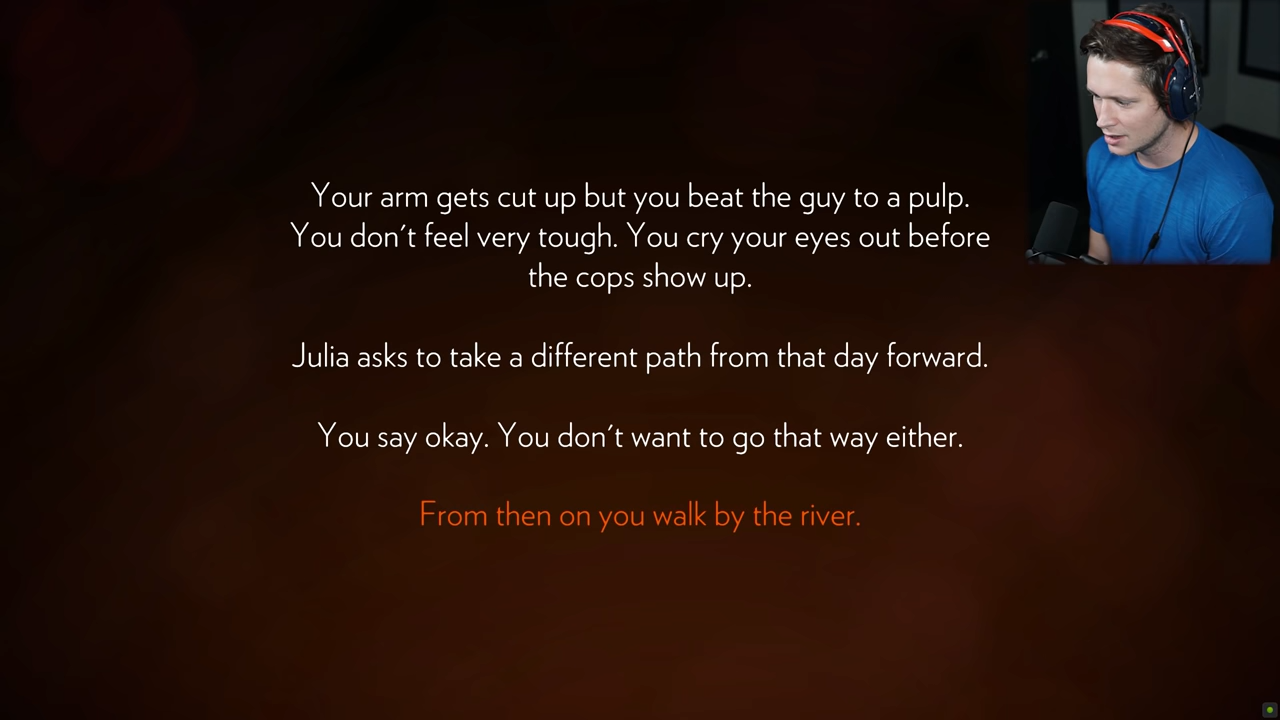 Your arm gets cut up but you beat the guy to a pulp.
You don't feel very tough. You cry your eyes out before
the cops show up.
Julia asks to take a different path from that day forward.
You say okay. You don't want to go that way either.
From then on you walk by the river.